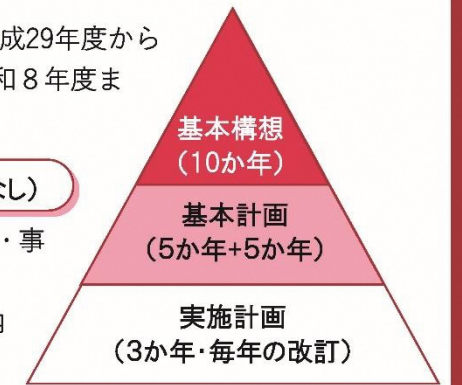 成29年度から
和8年度ま
なし）
・事
基本構想
（10か年）
基本計画
（5か年+5か年）
実施計画
（3か年・毎年の改訂）